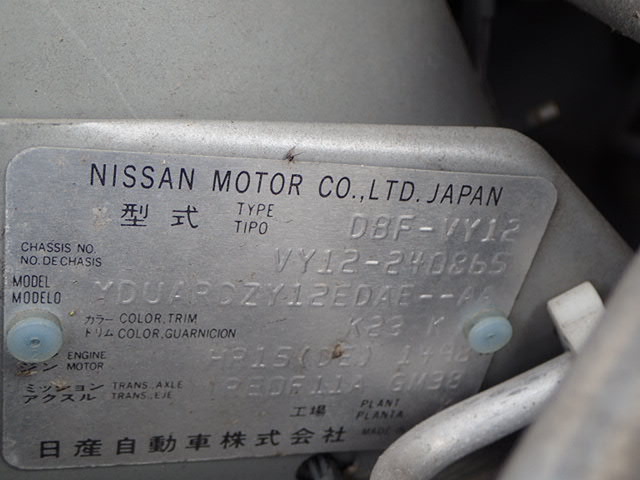 NISSAN MOTOR CO., LTD. JAPAN
型式 TYPE TIPO DBF-VY12
CHASSIS NO. NO. DE CHASIS VY12-240865
MODEL MODELO
カラー COLOR, TRIM
トリム COLOR, GUARNICION K23 K
ENGINE MOTOR HR15(DE)
ミッション TRANS., AXLE
アクスル TRANS., EJE
工場 PLANT PLANTA
日産自動車株式会社 MADE